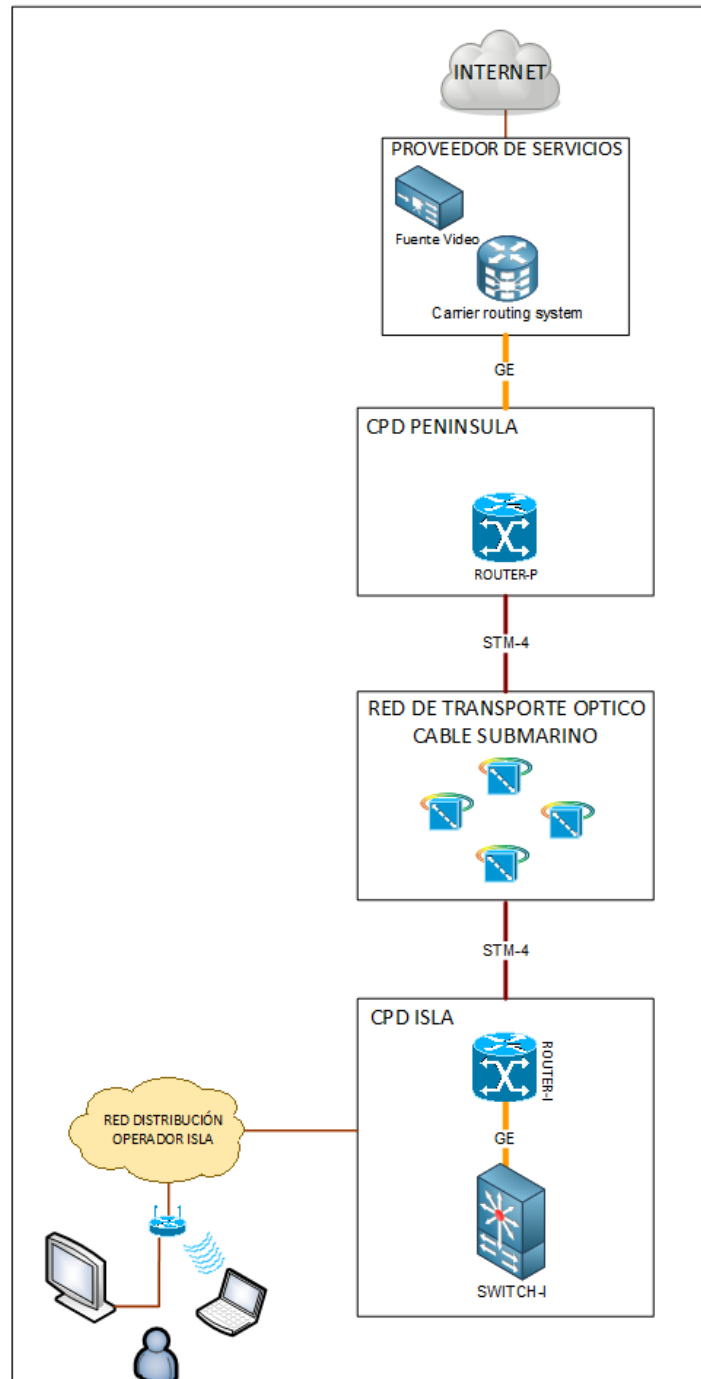 INTERNET
PROVEEDOR DE SERVICIOS
Fuente Video
Carrier routing system
GE
CPD PENINSULA
ROUTER-P
STM-4
RED DE TRANSPORTE OPTICO
CABLE SUBMARINO
STM-4
CPD ISLA
ROUTER-I
GE
SWITCH-I
RED DISTRIBUCIÓN
OPERADOR ISLA